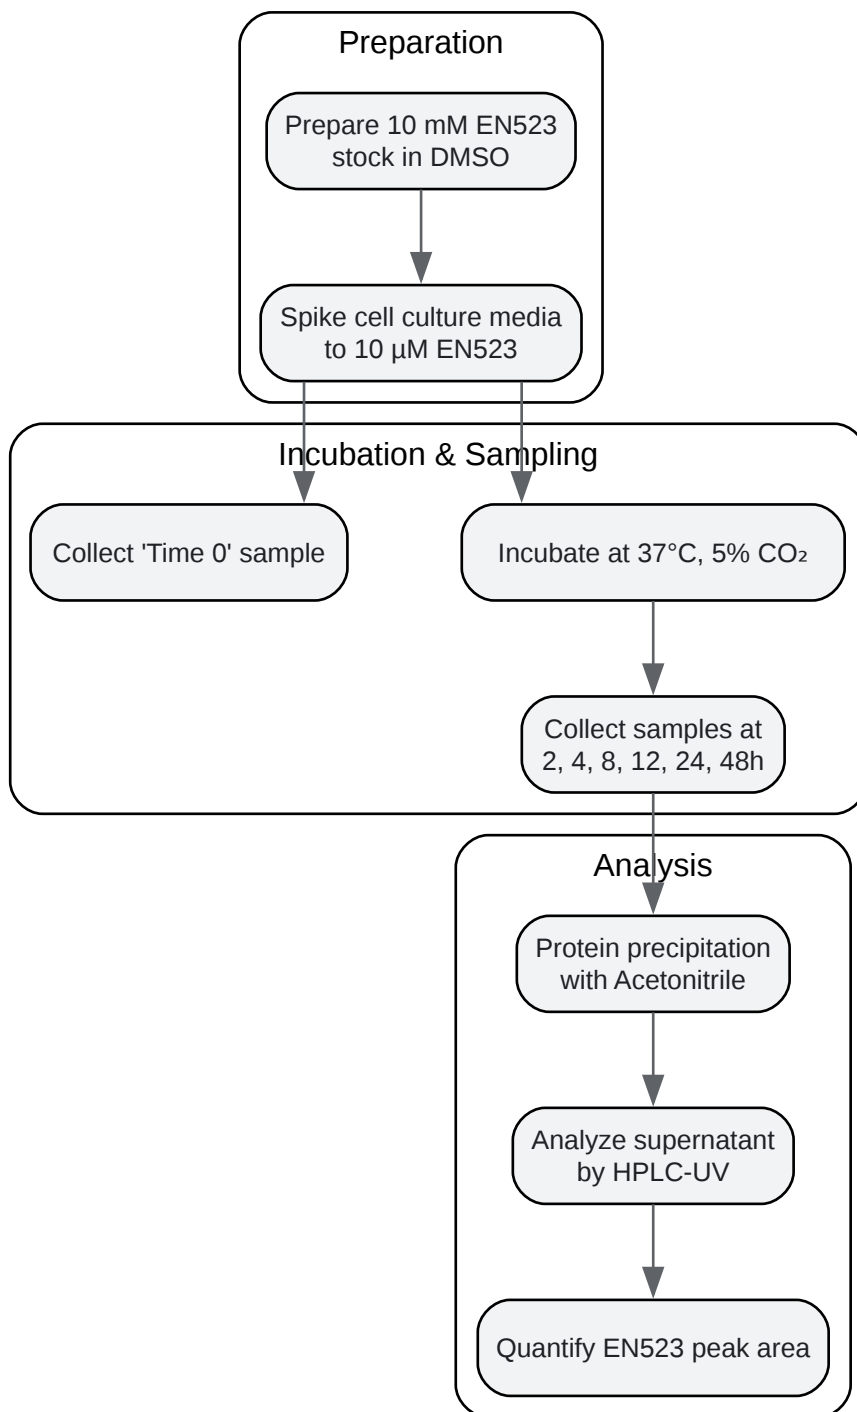 Preparation
Prepare 10 mM EN523
stock in DMSO
Spike cell culture media
to 10 µM EN523
Incubation & Sampling
Collect 'Time 0' sample
Incubate at 37°C, 5% CO₂
Collect samples at
2, 4, 8, 12, 24, 48h
Analysis
Protein precipitation
with Acetonitrile
Analyze supernatant
by HPLC-UV
Quantify EN523 peak area